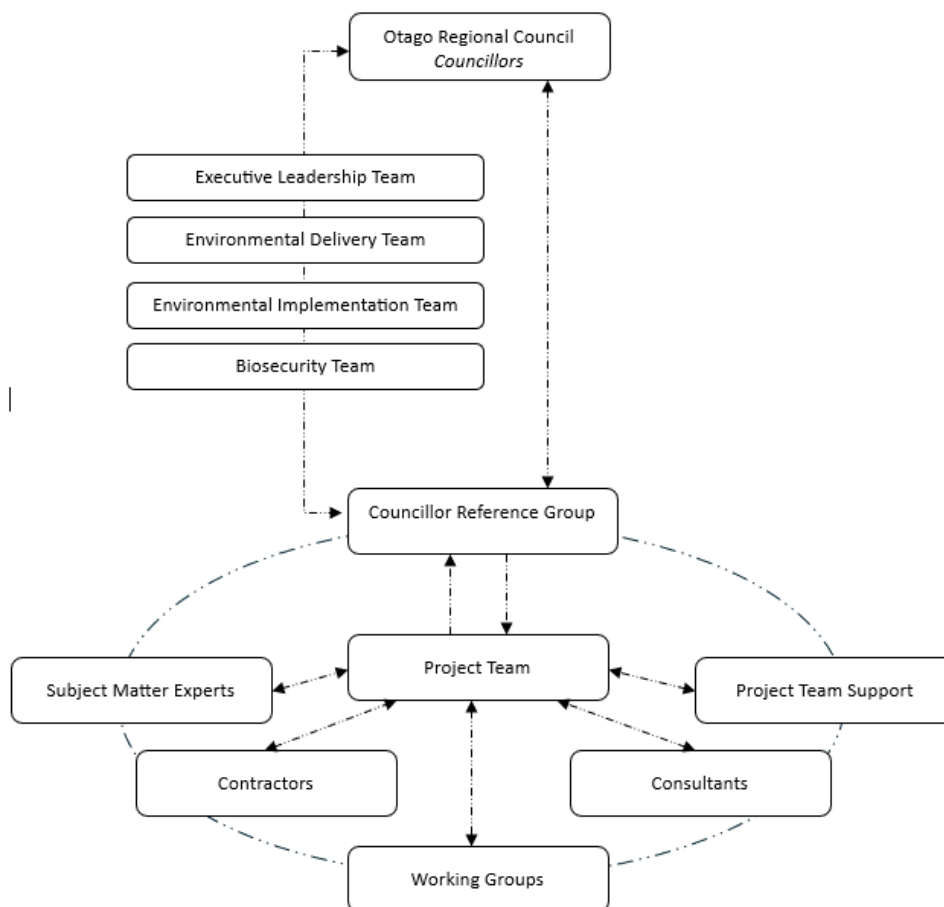 Otago Regional Council
Councillors
Executive Leadership Team
Environmental Delivery Team
Environmental Implementation Team
Biosecurity Team
Councillor Reference Group
Project Team
Subject Matter Experts
Project Team Support
Contractors
Consultants
Working Groups